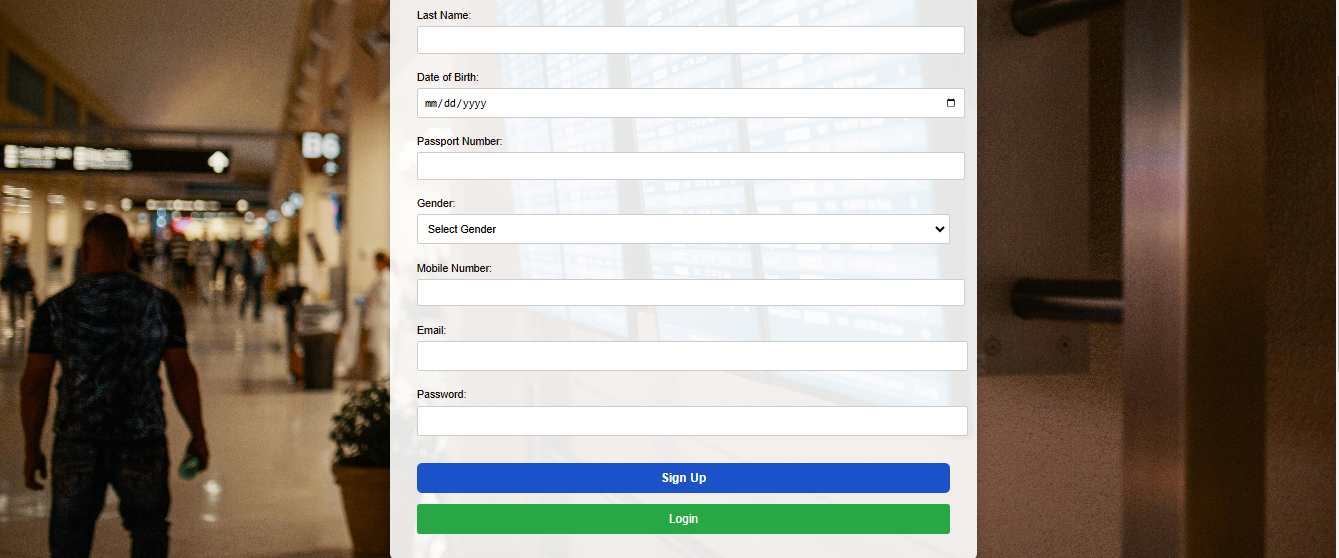 Last Name:
Date of Birth:
mm/dd/yyyy
Passport Number:
Gender:
Select Gender
Mobile Number:
Email:
Password:
Sign Up
Login
B6